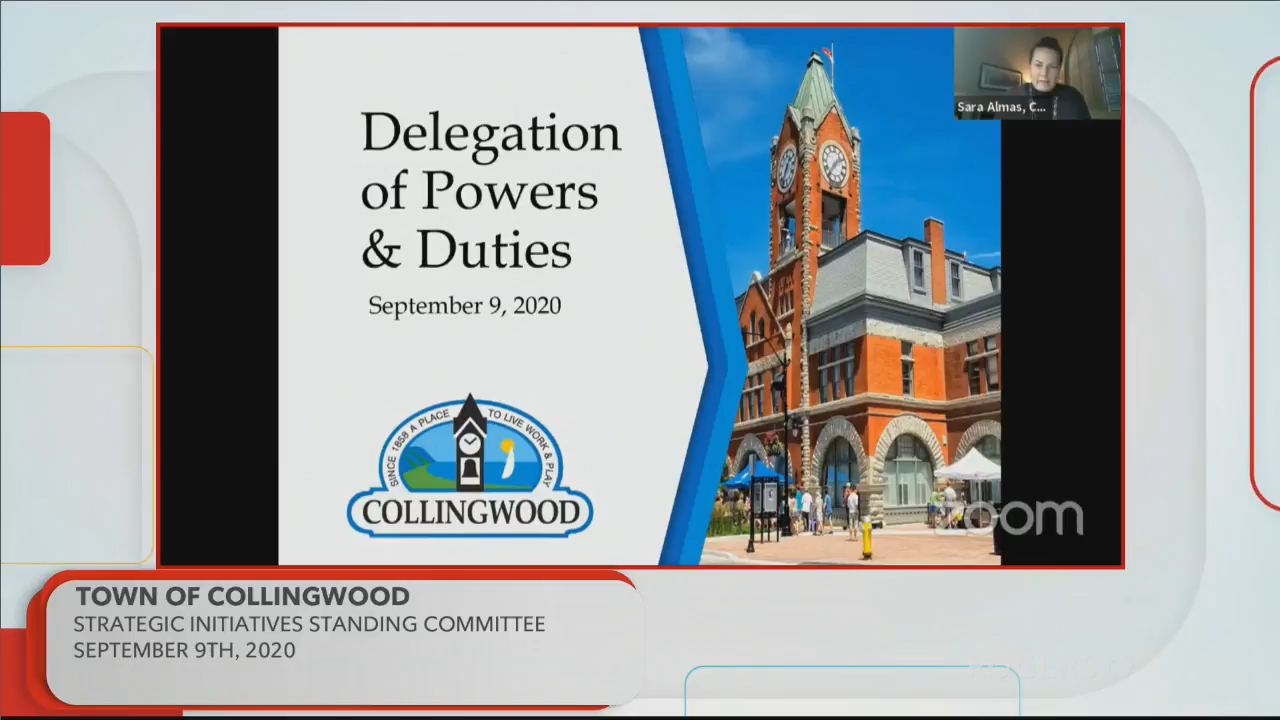 Delegation
of Powers
& Duties
September 9, 2020
SINCE 1858 A PLACE TO LIVE WORK & PLAY
COLLINGWOOD
Sara Almas, C...
zoom
TOWN OF COLLINGWOOD
STRATEGIC INITIATIVES STANDING COMMITTEE
SEPTEMBER 9TH, 2020